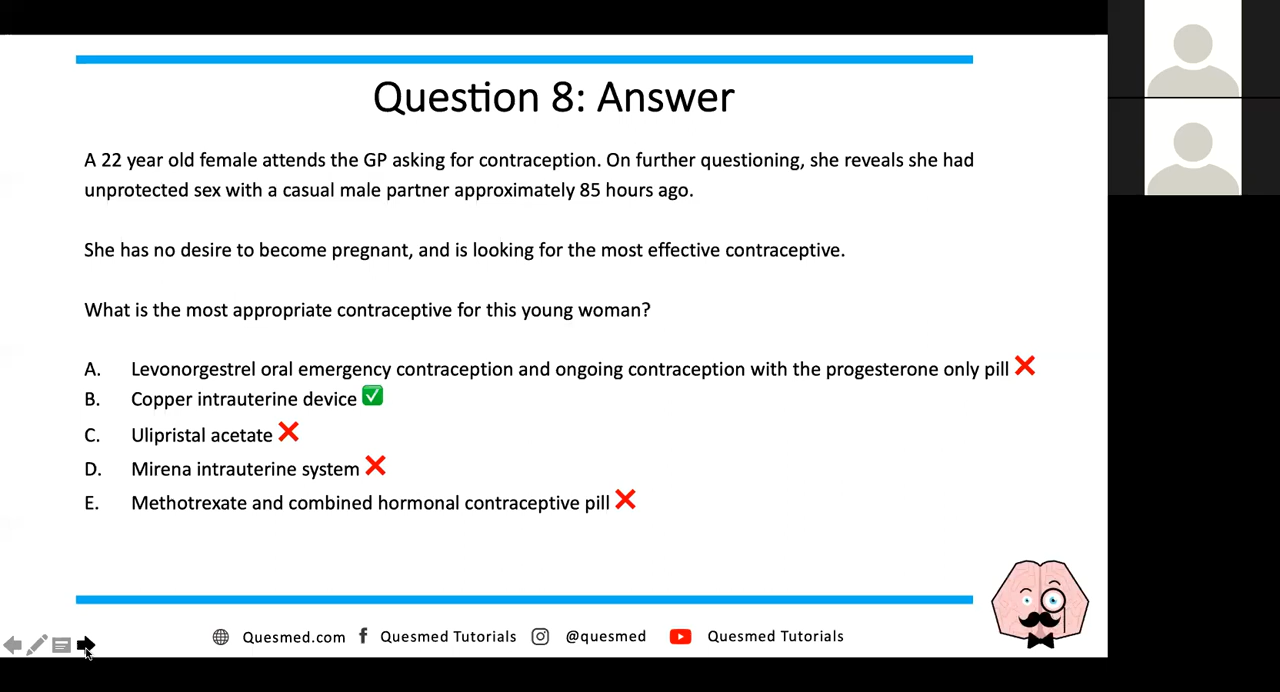 Question 8: Answer
A 22 year old female attends the GP asking for contraception. On further questioning, she reveals she had
unprotected sex with a casual male partner approximately 85 hours ago.
She has no desire to become pregnant, and is looking for the most effective contraceptive.
What is the most appropriate contraceptive for this young woman?
A. Levonorgestrel oral emergency contraception and ongoing contraception with the progesterone only pill
B. Copper intrauterine device
C. Ulipristal acetate
D. Mirena intrauterine system
E. Methotrexate and combined hormonal contraceptive pill
Quesmed.com Quesmed Tutorials @quesmed Quesmed Tutorials